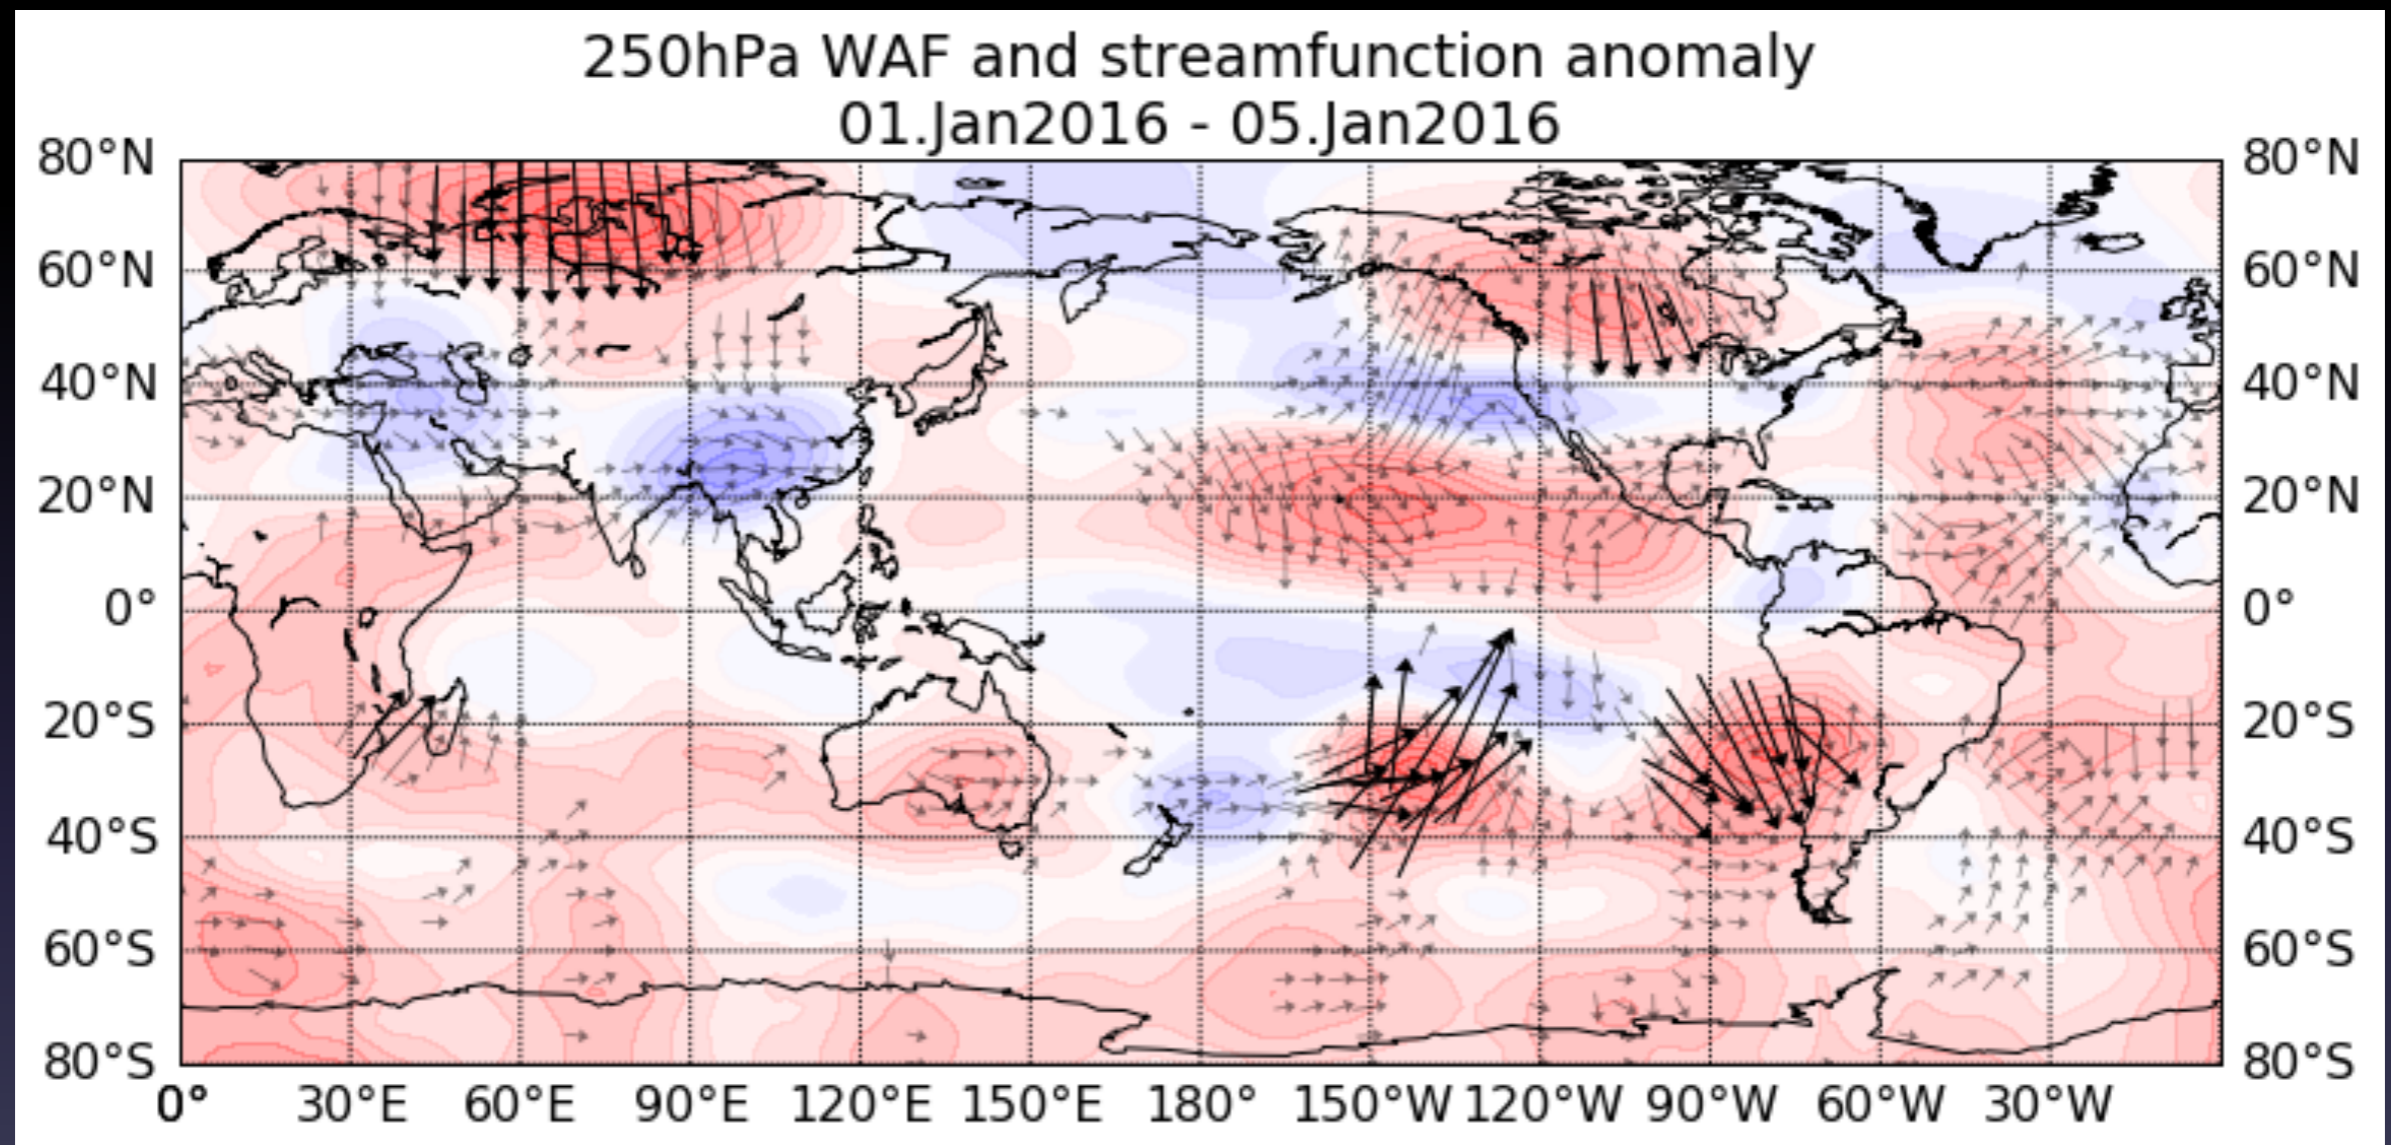 250hPa WAF and streamfunction anomaly
01.Jan2016 - 05.Jan2016
80°N 80°N
60°N 60°N
40°N 40°N
20°N 20°N
0° 0°
20°S 20°S
40°S 40°S
60°S 60°S
80°S 80°S
0° 30°E 60°E 90°E 120°E 150°E 180° 150°W 120°W 90°W 60°W 30°W